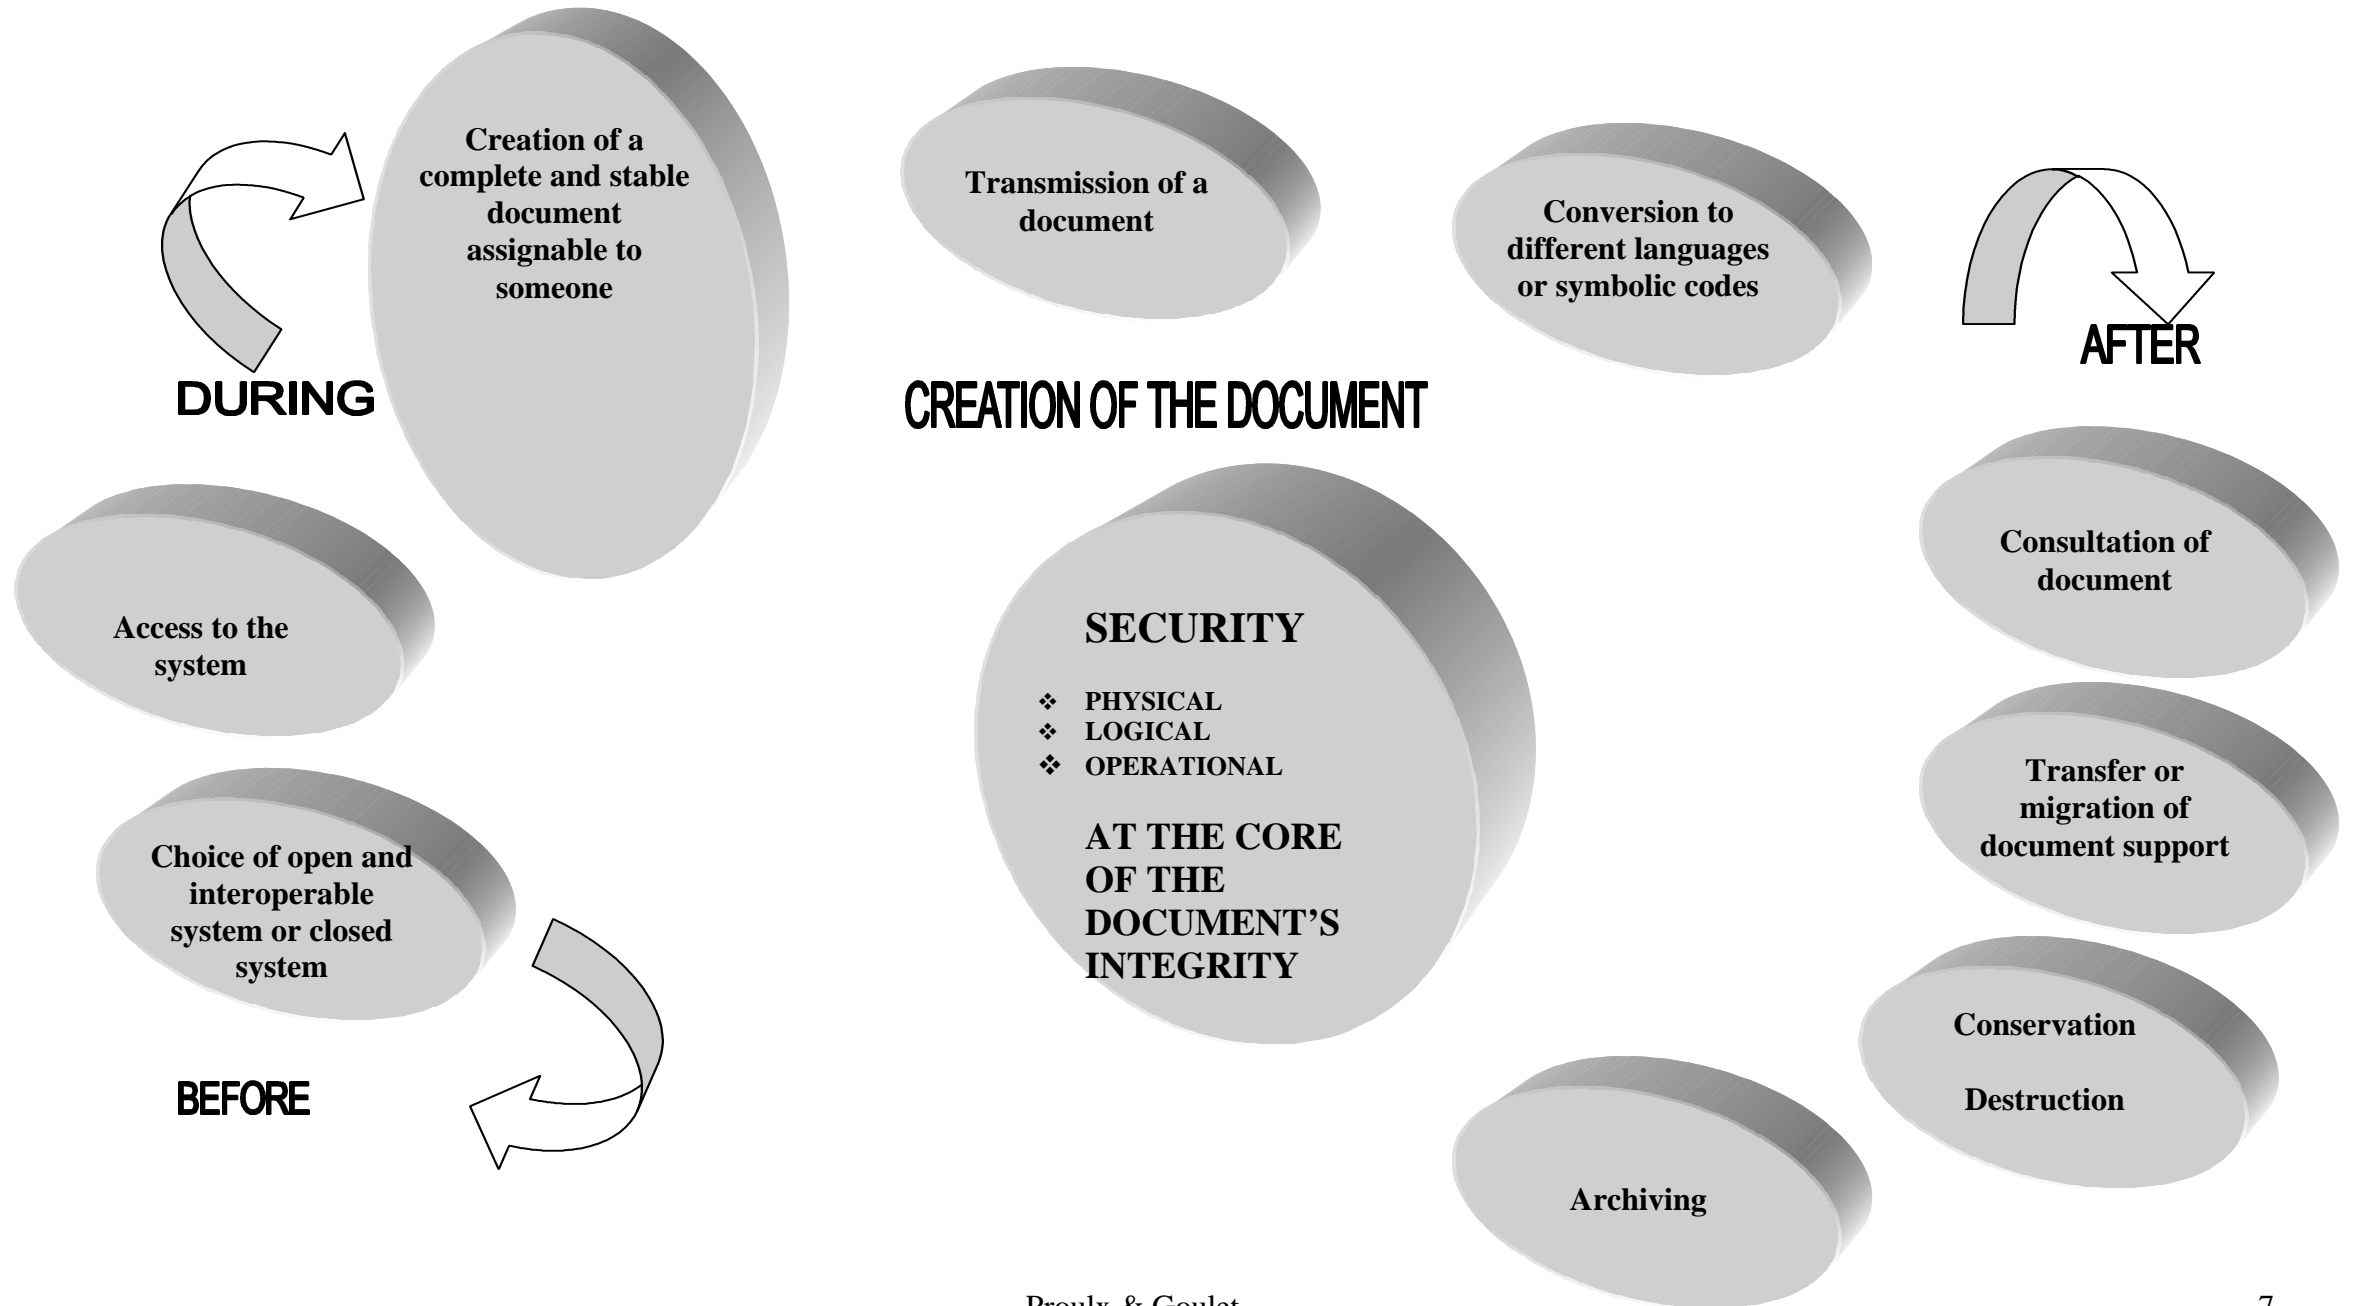 Creation of a
complete and stable
document
assignable to
someone
Transmission of a
document
Conversion to
different languages
or symbolic codes
AFTER
DURING
CREATION OF THE DOCUMENT
Access to the
system
SECURITY
❖ PHYSICAL
❖ LOGICAL
❖ OPERATIONAL
AT THE CORE
OF THE
DOCUMENT’S
INTEGRITY
Consultation of
document
Transfer or
migration of
document support
Choice of open and
interoperable
system or closed
system
BEFORE
Conservation
Destruction
Archiving
Proulx & Goulet
7